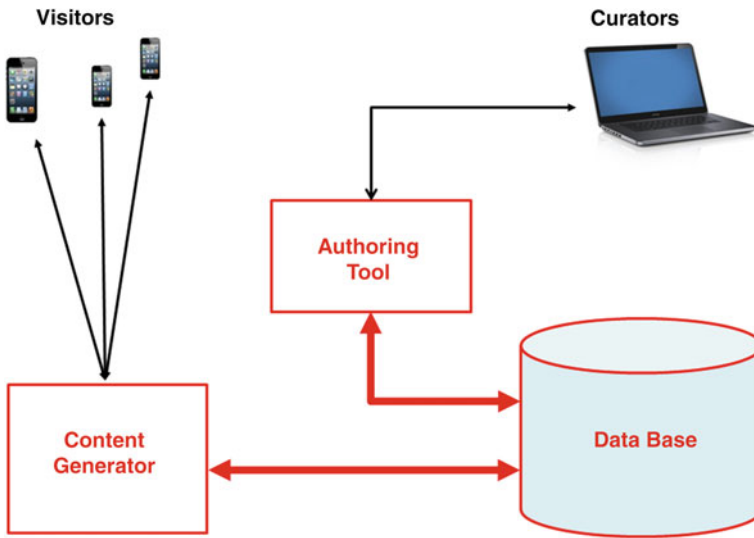 Visitors
Curators
Authoring
Tool
Content
Generator
Data Base